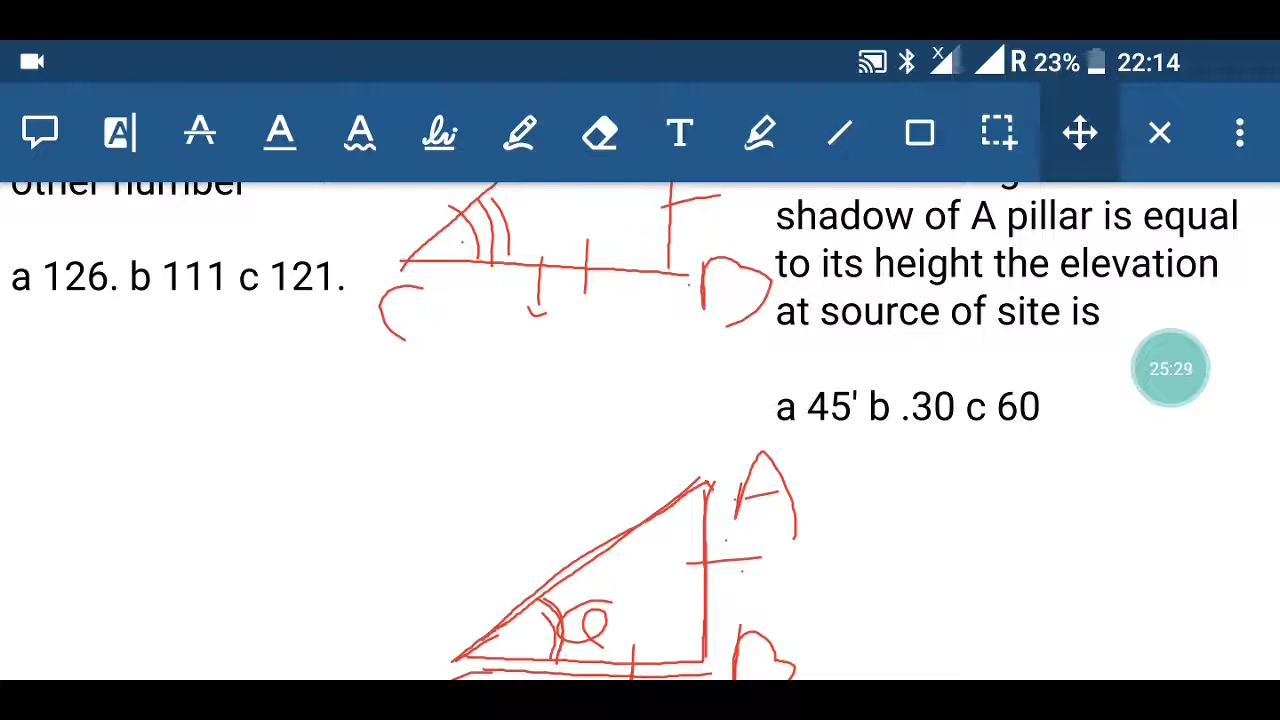 R 23% 22:14
A
A
A
A
T
other number
a 126. b 111 c 121.
C
B
shadow of A pillar is equal
to its height the elevation
at source of site is
25:29
a 45' b .30 c 60
A
B